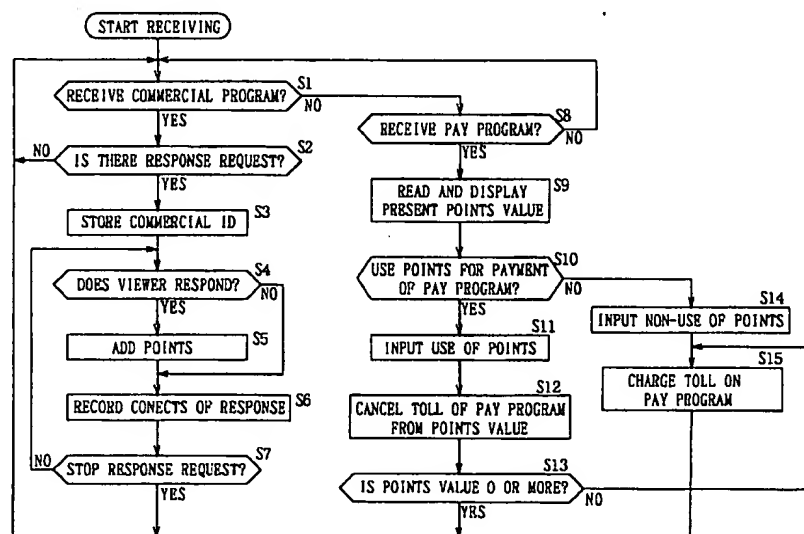 START RECEIVING
S1
RECEIVE COMMERCIAL PROGRAM?
NO
YES
S2
NO
IS THERE RESPONSE REQUEST?
YES
S3
STORE COMMERCIAL ID
S4
DOES VIEWER RESPOND?
NO
YES
S5
ADD POINTS
S6
RECORD CONECTS OF RESPONSE
S7
NO
STOP RESPONSE REQUEST?
YES
S8
RECEIVE PAY PROGRAM?
NO
YES
S9
READ AND DISPLAY
PRESENT POINTS VALUE
S10
USE POINTS FOR PAYMENT
OF PAY PROGRAM?
NO
YES
S11
INPUT USE OF POINTS
S12
CANCEL TOLL OF PAY PROGRAM
FROM POINTS VALUE
S13
IS POINTS VALUE 0 OR MORE?
NO
YRS
S14
INPUT NON-USE OF POINTS
S15
CHARGE TOLL ON
PAY PROGRAM